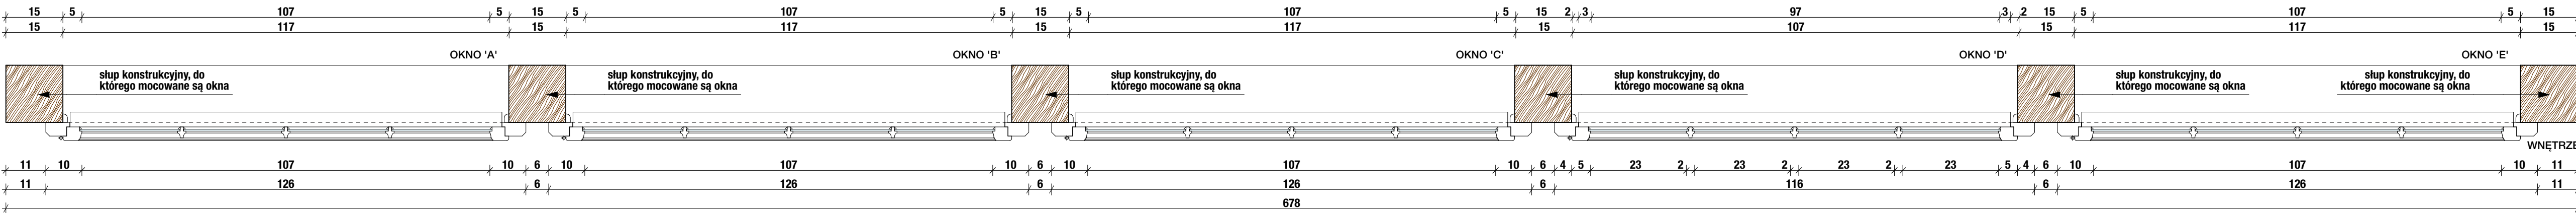 15 5 107 5 15 5 107 5 15 5 107 5 15 2 3 97 3 2 15 5 107 5 15
15 117 15 117 15 117 15 107 15 117 15
OKNO 'A' OKNO 'B' OKNO 'C' OKNO 'D' OKNO 'E'
słup konstrukcyjny, do
którego mocowane są okna
słup konstrukcyjny, do
którego mocowane są okna
słup konstrukcyjny, do
którego mocowane są okna
słup konstrukcyjny, do
którego mocowane są okna
słup konstrukcyjny, do
którego mocowane są okna
słup konstrukcyjny, do
którego mocowane są okna
WNĘTRZE
11 10 107 10 6 10 107 10 6 10 107 10 6 4 5 23 2 23 2 23 2 23 5 4 6 10 107 10 11
11 126 6 126 6 126 6 116 6 126 11
678